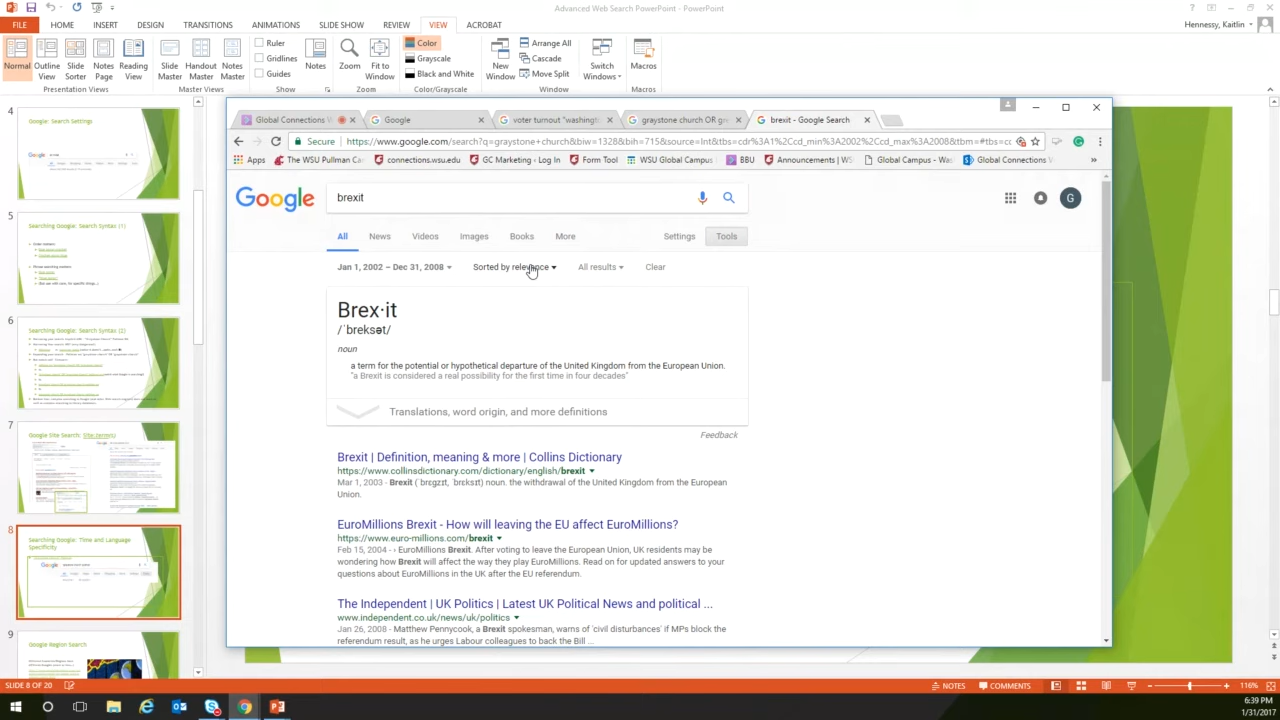 Advanced Web Search PowerPoint - PowerPoint
FILE HOME INSERT DESIGN TRANSITIONS ANIMATIONS SLIDE SHOW REVIEW VIEW ACROBAT
Hennessy, Kaitlin
Normal Outline View Slide Sorter Notes Page Reading View
Slide Master Handout Master Notes Master
Ruler
Gridlines
Guides
Notes
Zoom Fit to Window
Color
Grayscale
Black and White
New Window
Arrange All
Cascade
Move Split
Switch Windows
Macros
Presentation Views Master Views Show Zoom Color/Grayscale Window Macros
4
Google: Search Settings
5
Searching Google: Search Syntax (1)
6
Searching Google: Search Syntax (2)
7
Google Site Search: Site:term(s)
8
Searching Google: Time and Language
Specificity
9
Google Region Search
Global Connections W
Google
voter turnout "washingt
graystone church OR gr
brexit - Google Search
Secure
https://www.google.com/search?q=graystone+church&biw=1328&bih=715&source=lnt&tbs=cdr%3A1%2Ccd_min%3A2002%2Ccd_max%3A2008&tbm=#tbs=c
Apps The WSU Pullman Ca connections.wsu.edu CC Marketing ‹ Log In Form Tool WSU Global Campus BBU Announcements | WS Global Campus - Was Global Connections W »
Google
brexit
G
All News Videos Images Books More Settings Tools
Jan 1, 2002 – Dec 31, 2008 Sorted by relevance All results Clear
Brex·it
/ˈbreksət/
noun
a term for the potential or hypothetical departure of the United Kingdom from the European Union.
"a Brexit is considered a real possibility for the first time in four decades"
Translations, word origin, and more definitions
Feedback
Brexit | Definition, meaning & more | Collins Dictionary
https://www.collinsdictionary.com/dictionary/english/brexit
Mar 1, 2003 - Brexit ( ˈbrɛɡzɪt, ˈbrɛksɪt) noun. the withdrawal of the United Kingdom from the European
Union.
EuroMillions Brexit - How will leaving the EU affect EuroMillions?
https://www.euro-millions.com/brexit
Feb 15, 2004 - › EuroMillions Brexit. After voting to leave the European Union, UK residents may be
wondering how Brexit will affect the way they play EuroMillions. Read on for updated answers to
your questions about EuroMillions in the UK after the EU referendum.
The Independent | UK Politics | Latest UK Political News and political ...
www.independent.co.uk/news/uk/politics
Jan 26, 2008 - Matthew Pennycook, a Brexit spokesman, warns of 'civil disturbances' if MPs block the
referendum result, as he urges Labour colleagues to back the Bill ...
SLIDE 8 OF 20
NOTES COMMENTS 116%
6:39 PM
1/31/2017